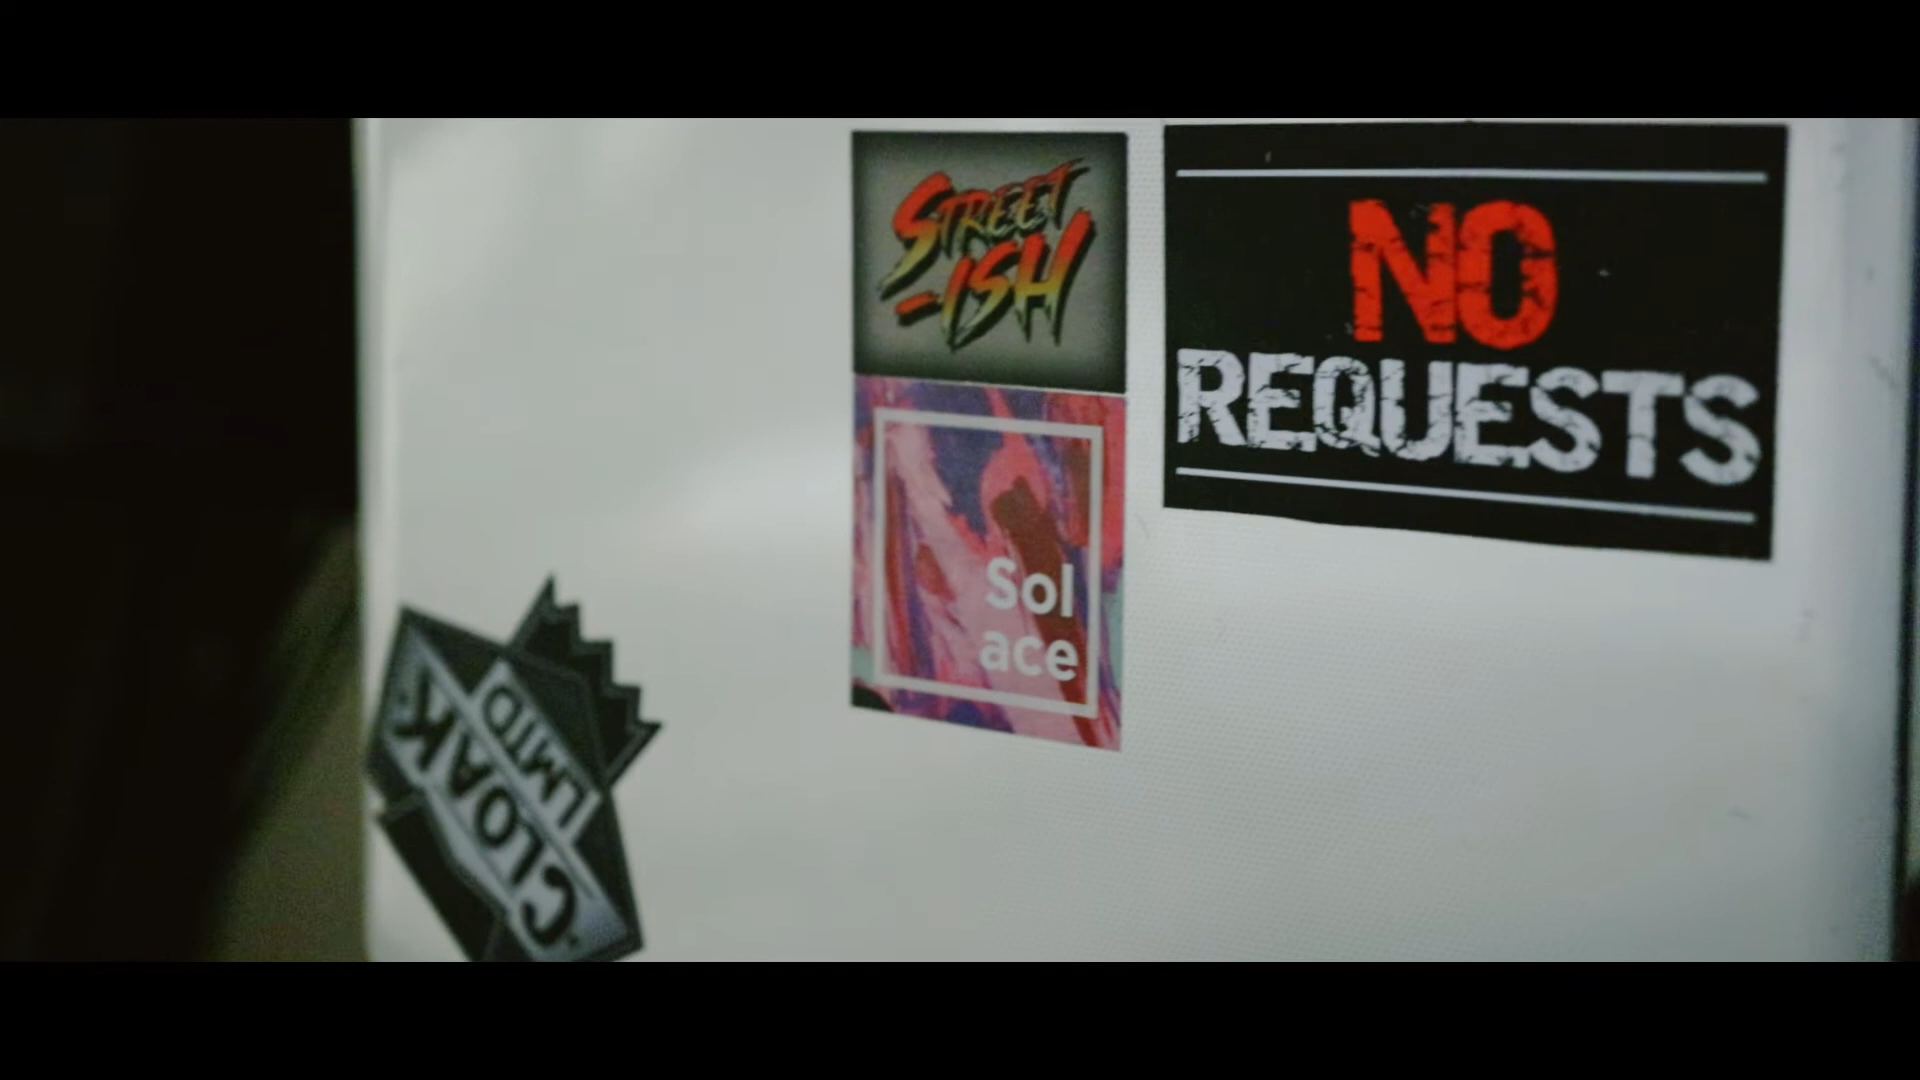 STREET
-ISH
NO
REQUESTS
Sol
ace
CLOAK
LMTD